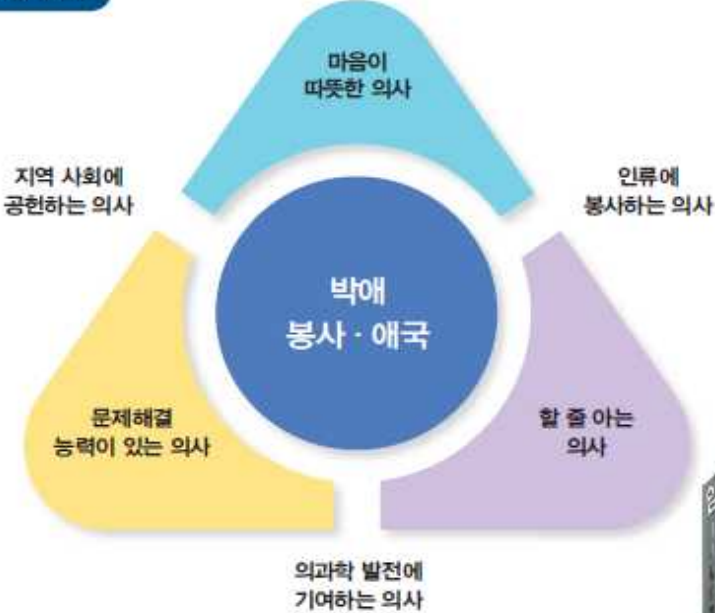 마음이
따뜻한 의사
지역 사회에
공헌하는 의사
인류에
봉사하는 의사
박애
봉사 · 애국
문제해결
능력이 있는 의사
할 줄 아는
의사
의과학 발전에
기여하는 의사